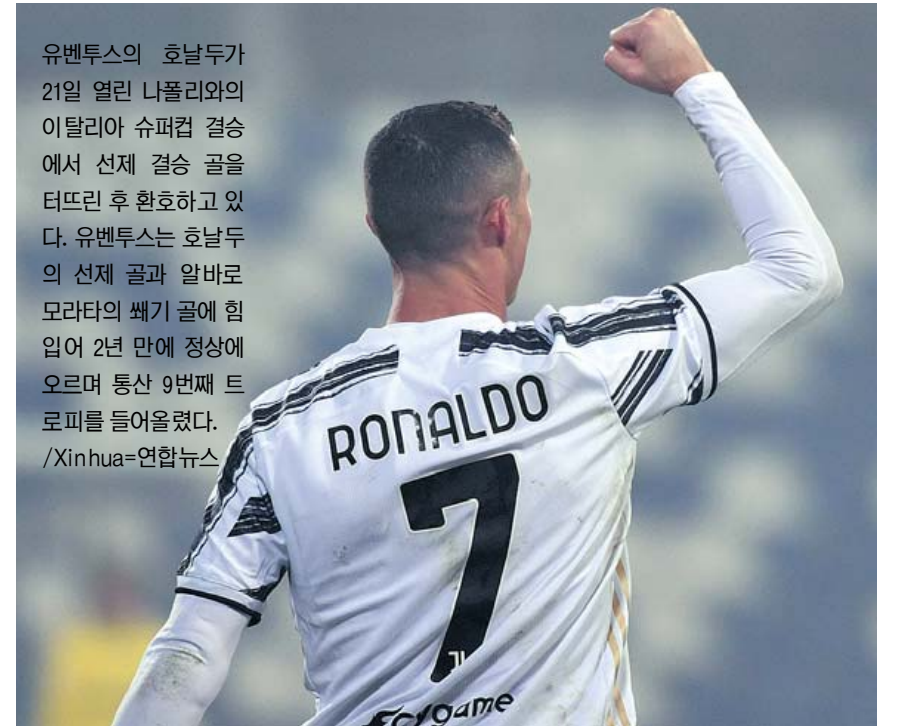 유벤투스의 호날두가
21일 열린 나폴리와의
이탈리아 슈퍼컵 결승
에서 선제 결승 골을
터뜨린 후 환호하고 있
다. 유벤투스는 호날두
의 선제 골과 알바로
모라타의 쐐기 골에 힘
입어 2년 만에 정상에
오르며 통산 9번째 트
로피를 들어올렸다.
/Xinhua=연합뉴스
RONALDO
7